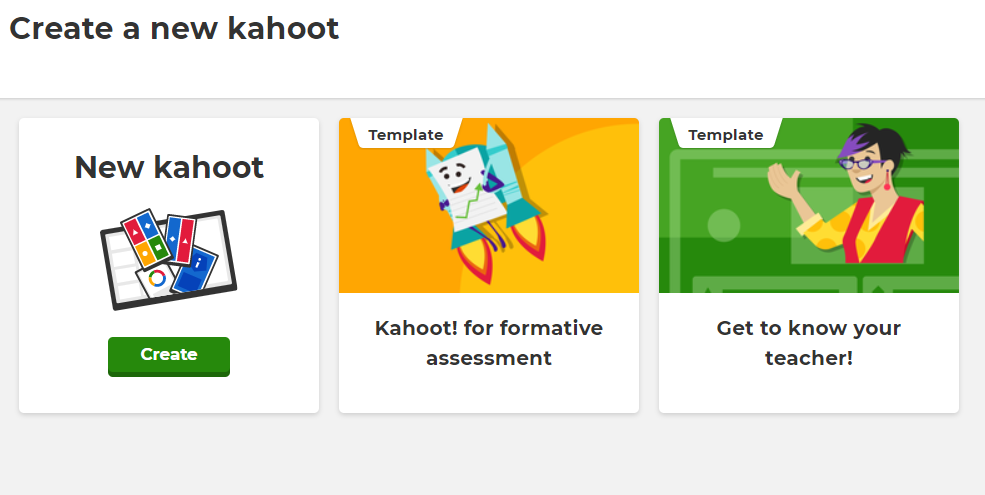 Create a new kahoot
New kahoot
Create
Template
Kahoot! for formative
assessment
Template
Get to know your
teacher!